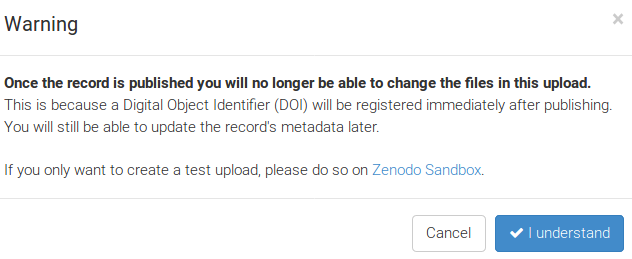 Warning
×
Once the record is published you will no longer be able to change the files in this upload.
This is because a Digital Object Identifier (DOI) will be registered immediately after publishing.
You will still be able to update the record's metadata later.
If you only want to create a test upload, please do so on Zenodo Sandbox.
Cancel
✔ I understand